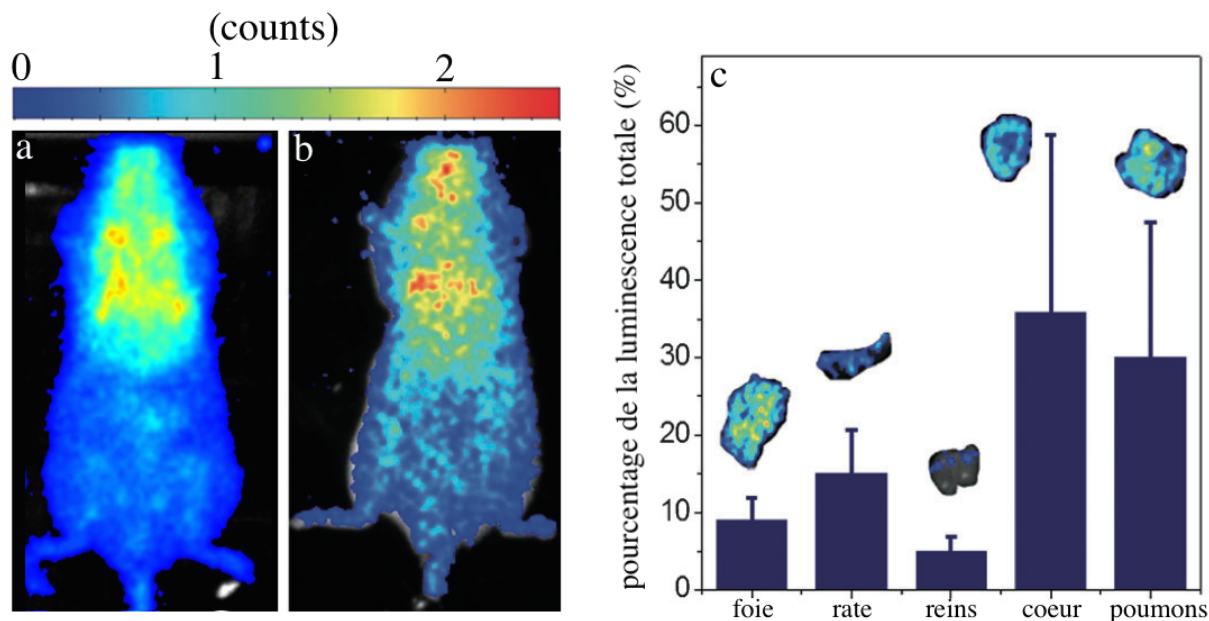 (counts)
0 1 2
a
b
c
pourcentage de la luminescence totale (%)
60
50
40
30
20
10
0
foie rate reins coeur poumons